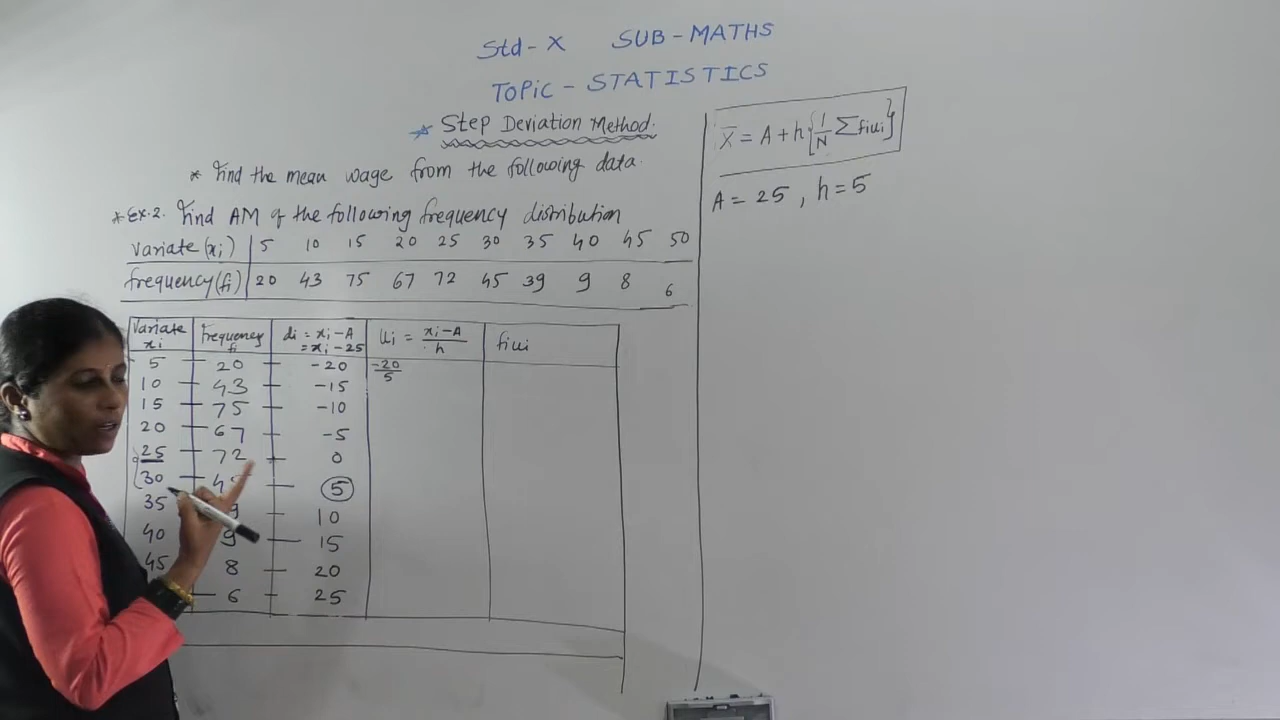 Std - X SUB - MATHS
TOPIC - STATISTICS
* Step Deviation Method.
* Find the mean wage from the following data.
* Ex.2. Find AM of the following frequency distribution
Variate (xi) 5 10 15 20 25 30 35 40 45 50
frequency (fi) 20 43 75 67 72 45 39 9 8 6
Variate xi Frequency fi di = xi - A = xi - 25 Ui = xi - A / h fiui
5 20 -20 -20/5
10 43 -15
15 75 -10
20 67 -5
25 72 0
30 4 5
35 9 10
40 9 15
45 8 20
6 25
X̄ = A + h {1/N Σ fiui}
A = 25 , h = 5